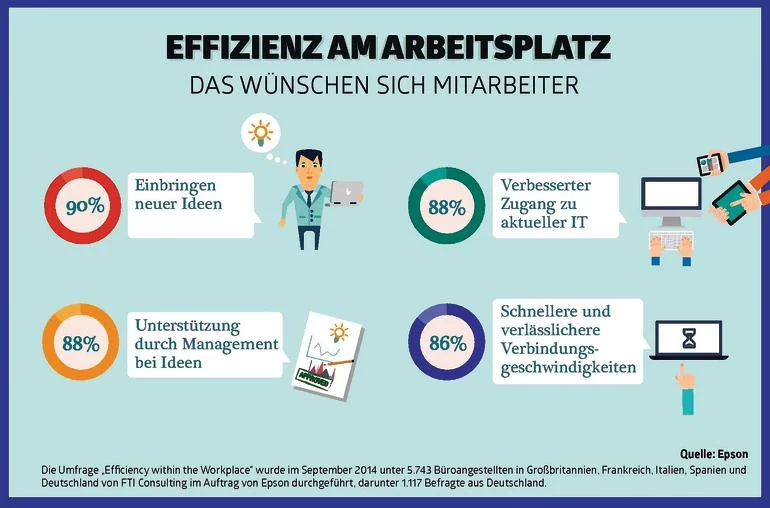 EFFIZIENZ AM ARBEITSPLATZ
DAS WÜNSCHEN SICH MITARBEITER
90%
Einbringen
neuer Ideen
88%
Verbesserter
Zugang zu
aktueller IT
88%
Unterstützung
durch Management
bei Ideen
APPROVED
86%
Schnellere und
verlässlichere
Verbindungs-
geschwindigkeiten
Quelle: Epson
Die Umfrage „Efficiency within the Workplace" wurde im September 2014 unter 5.743 Büroangestellten in Großbritannien, Frankreich, Italien, Spanien und
Deutschland von FTI Consulting im Auftrag von Epson durchgeführt, darunter 1.117 Befragte aus Deutschland.